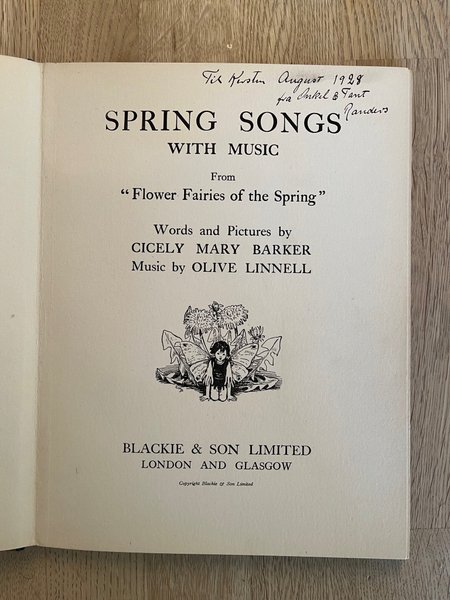 Til Kirsten August 1928
fra Onkel & Tant
Randers
SPRING SONGS
WITH MUSIC
From
"Flower Fairies of the Spring"
Words and Pictures by
CICELY MARY BARKER
Music by OLIVE LINNELL
BLACKIE & SON LIMITED
LONDON AND GLASGOW
Copyright Blackie & Son Limited